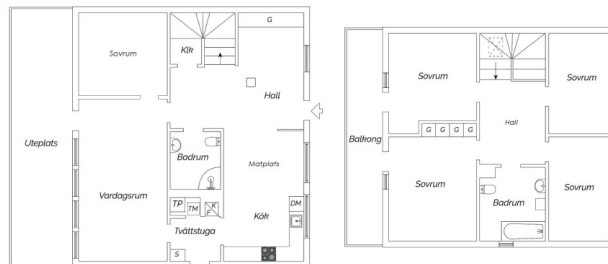 G
Klk
Sovrum
Hall
Uteplats
Badrum
Matplats
Vardagsrum
TP
TM
K
F
DM
Kök
Tvättstuga
S
Sovrum
Sovrum
Hall
G G G G
Balkong
Sovrum
Badrum
Sovrum